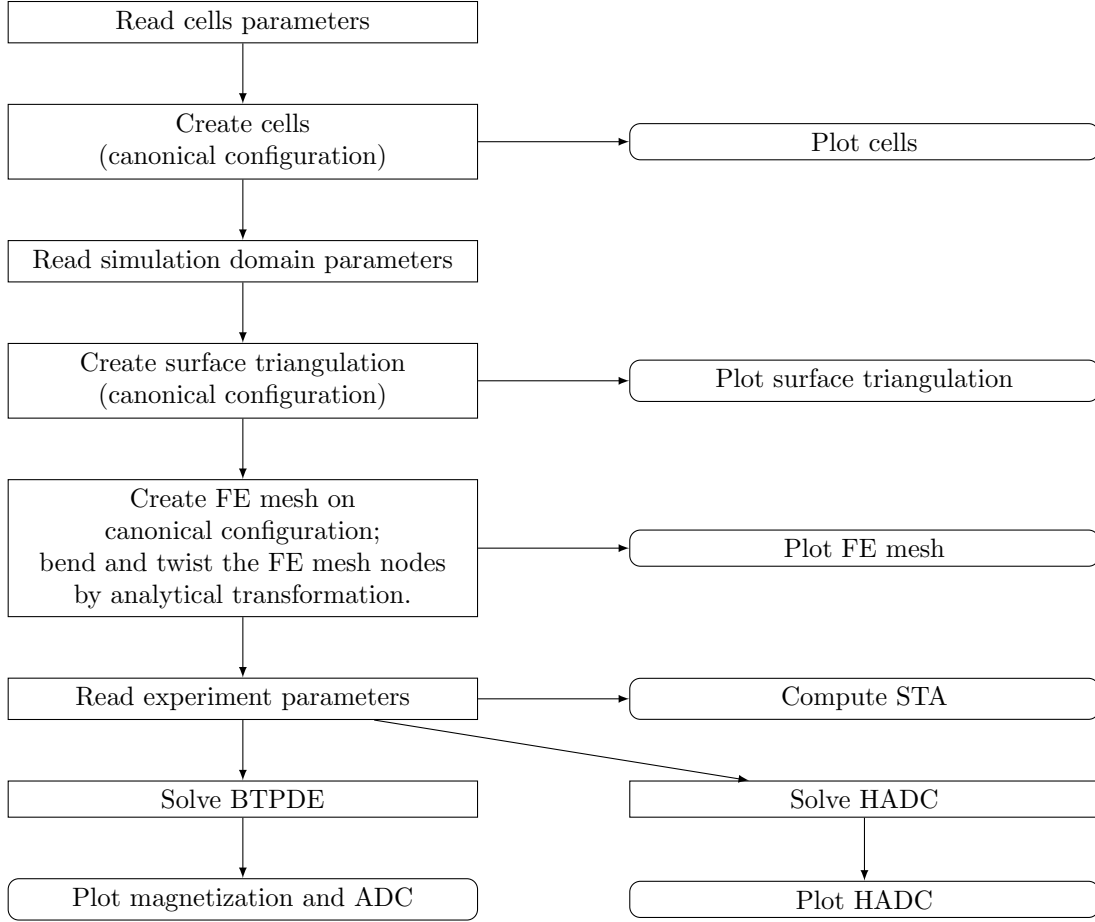 Read cells parameters
Create cells
(canonical configuration)
Plot cells
Read simulation domain parameters
Create surface triangulation
(canonical configuration)
Plot surface triangulation
Create FE mesh on
canonical configuration;
bend and twist the FE mesh nodes
by analytical transformation.
Plot FE mesh
Read experiment parameters
Compute STA
Solve BTPDE
Solve HADC
Plot magnetization and ADC
Plot HADC